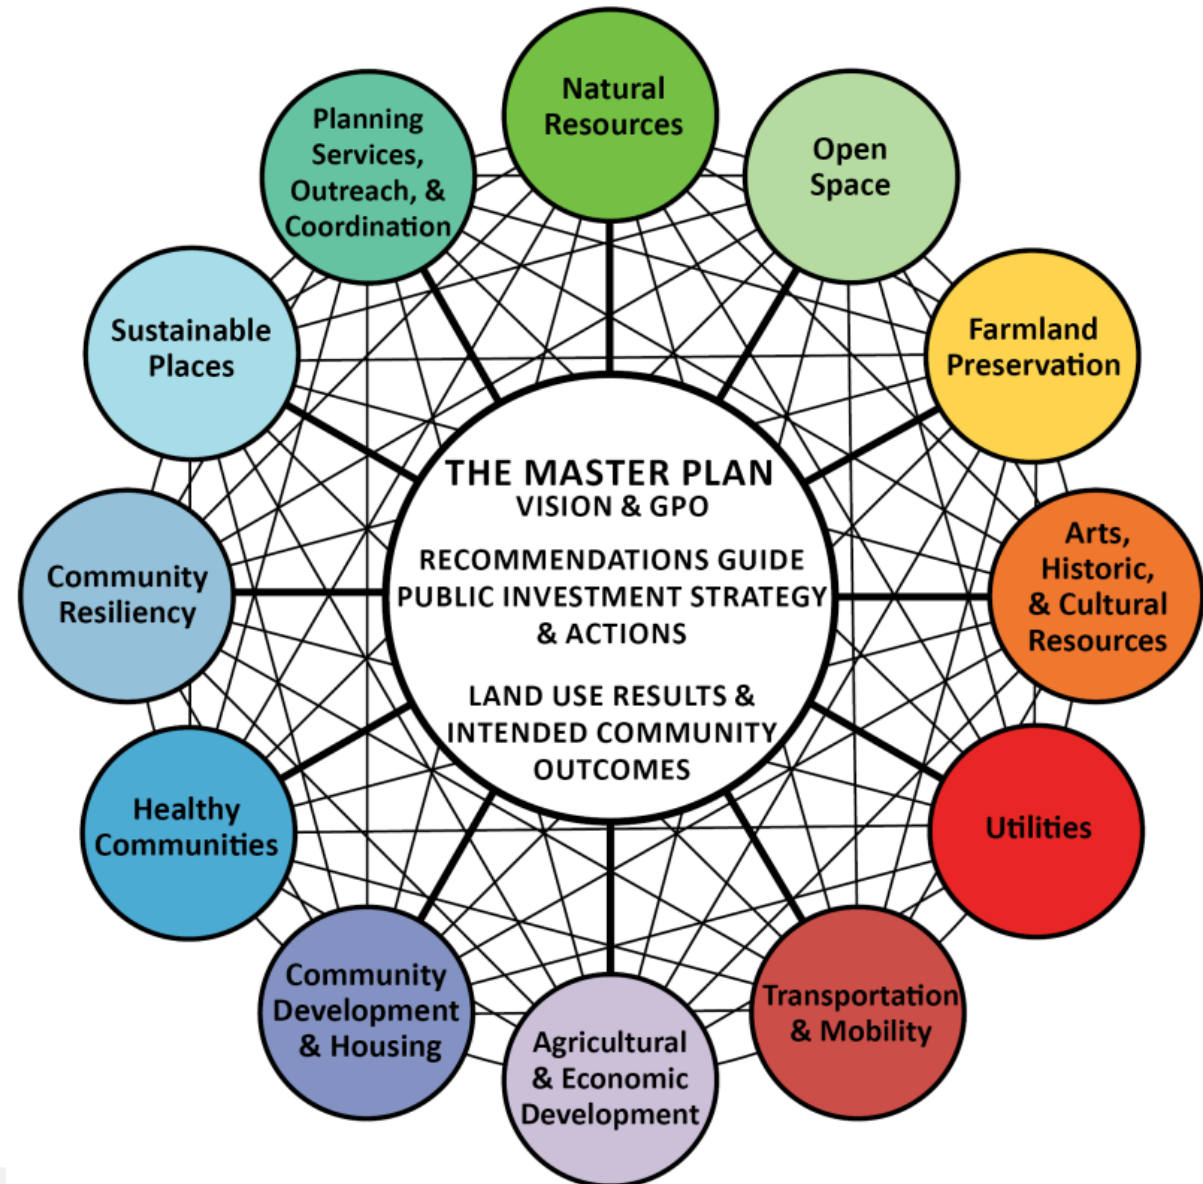 Natural
Resources
Open
Space
Farmland
Preservation
Arts,
Historic,
& Cultural
Resources
Utilities
Transportation
& Mobility
Agricultural
& Economic
Development
Community
Development
& Housing
Healthy
Communities
Community
Resiliency
Sustainable
Places
Planning
Services,
Outreach, &
Coordination
THE MASTER PLAN
VISION & GPO
RECOMMENDATIONS GUIDE
PUBLIC INVESTMENT STRATEGY
& ACTIONS
LAND USE RESULTS &
INTENDED COMMUNITY
OUTCOMES